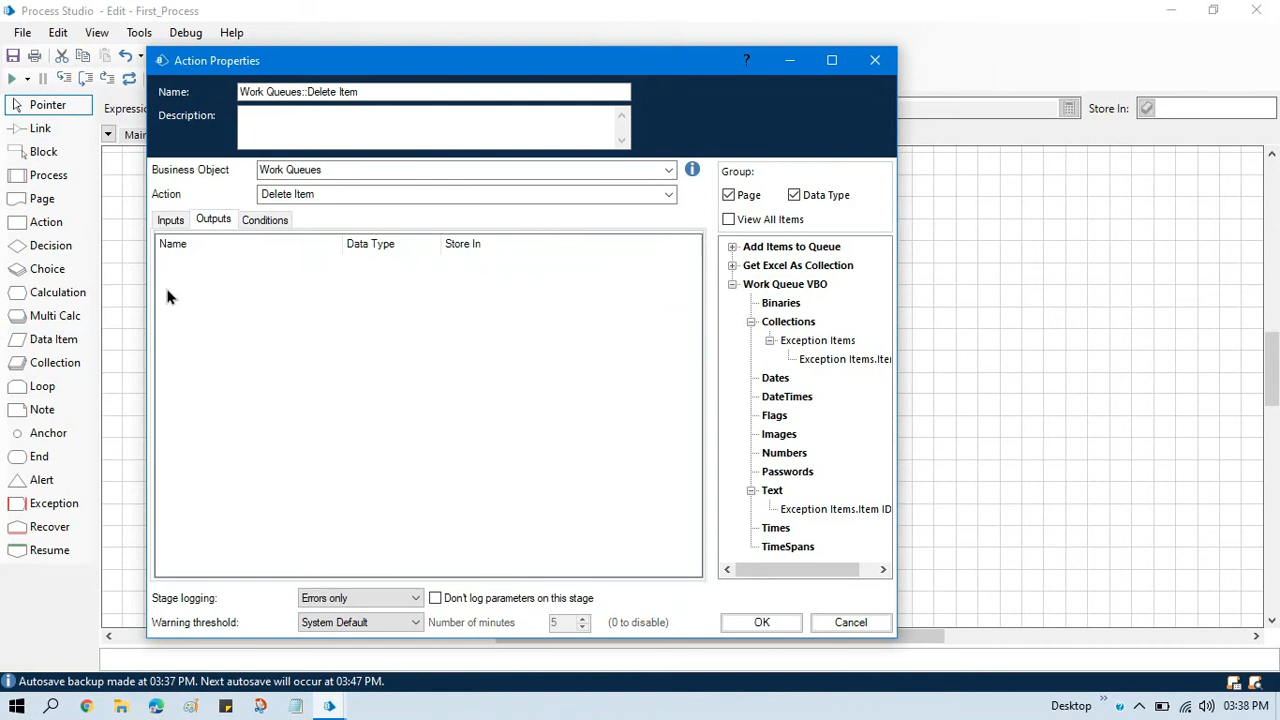 Process Studio - Edit - First_Process
File Edit View Tools Debug Help
Action Properties
?
Name: Work Queues::Delete Item
Description:
Business Object Work Queues
Action Delete Item
Inputs Outputs Conditions
Name Data Type Store In
Group:
Page Data Type
View All Items
Add Items to Queue
Get Excel As Collection
Work Queue VBO
Binaries
Collections
Exception Items
Exception Items.Ite
Dates
DateTimes
Flags
Images
Numbers
Passwords
Text
Exception Items.Item ID
Times
TimeSpans
Stage logging: Errors only Don't log parameters on this stage
Warning threshold: System Default Number of minutes 5 (0 to disable)
OK Cancel
Pointer
Link
Block
Process
Page
Action
Decision
Choice
Calculation
Multi Calc
Data Item
Collection
Loop
Note
Anchor
End
Alert
Exception
Recover
Resume
Expressi
Store In:
Mair
Autosave backup made at 03:37 PM. Next autosave will occur at 03:47 PM.
Desktop
03:38 PM